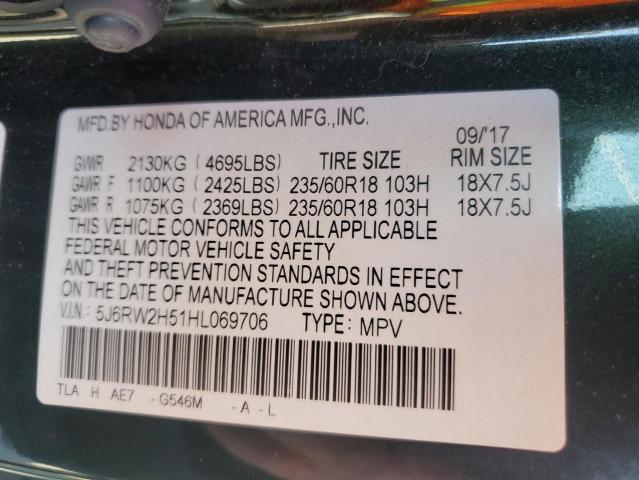 MFD.BY HONDA OF AMERICA MFG.,INC.
09/'17
GVWR 2130KG ( 4695LBS) TIRE SIZE RIM SIZE
GAWR F 1100KG ( 2425LBS) 235/60R18 103H 18X7.5J
GAWR R 1075KG ( 2369LBS) 235/60R18 103H 18X7.5J
THIS VEHICLE CONFORMS TO ALL APPLICABLE
FEDERAL MOTOR VEHICLE SAFETY
AND THEFT PREVENTION STANDARDS IN EFFECT
ON THE DATE OF MANUFACTURE SHOWN ABOVE.
V.I.N.: 5J6RW2H51HL069706 TYPE: MPV
TLA H AE7 - G546M - A - L